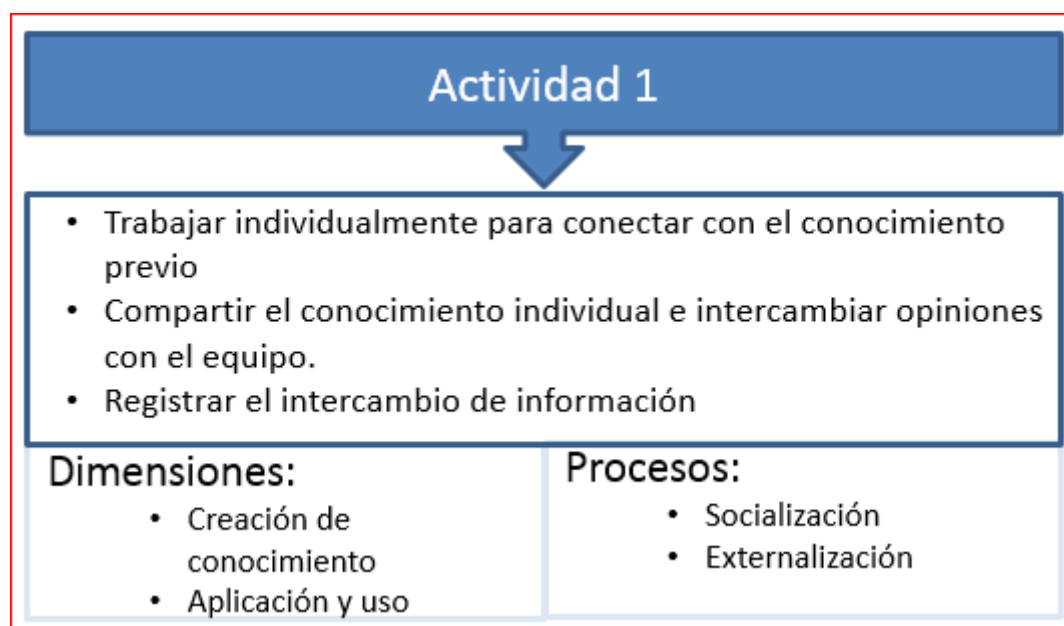 Actividad 1
• Trabajar individualmente para conectar con el conocimiento
previo
• Compartir el conocimiento individual e intercambiar opiniones
con el equipo.
• Registrar el intercambio de información
Dimensiones:
• Creación de
conocimiento
• Aplicación y uso
Procesos:
• Socialización
• Externalización